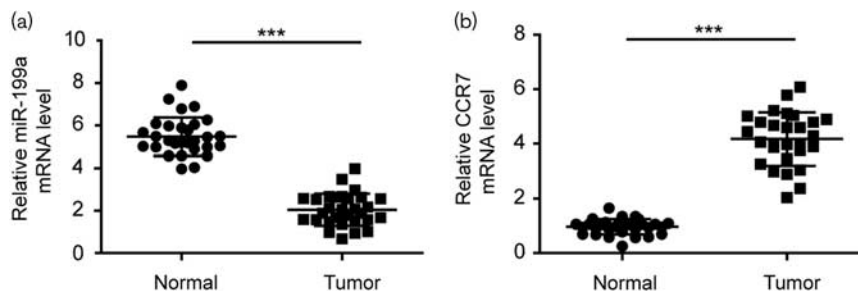 (a)
Relative miR-199a
mRNA level
10
8
6
4
2
0
***
Normal
Tumor
(b)
Relative CCR7
mRNA level
8
6
4
2
0
***
Normal
Tumor